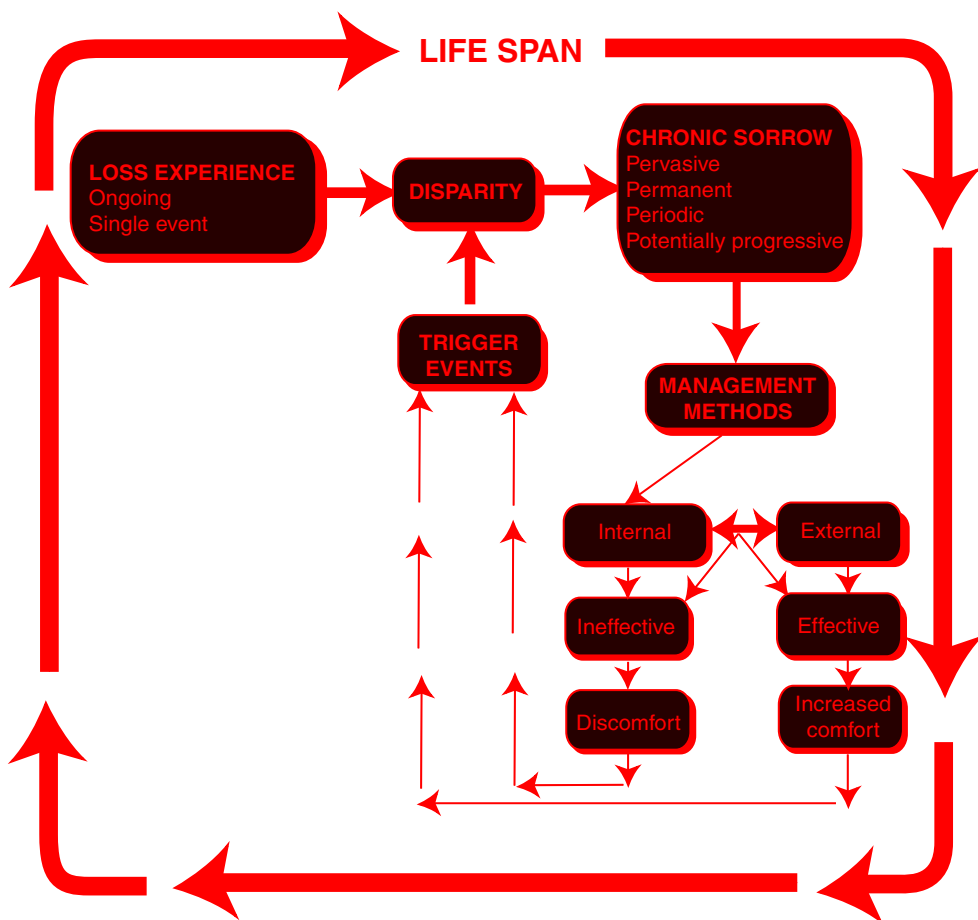 LIFE SPAN
LOSS EXPERIENCE
Ongoing
Single event
DISPARITY
CHRONIC SORROW
Pervasive
Permanent
Periodic
Potentially progressive
TRIGGER
EVENTS
MANAGEMENT
METHODS
Internal
External
Ineffective
Effective
Discomfort
Increased
comfort